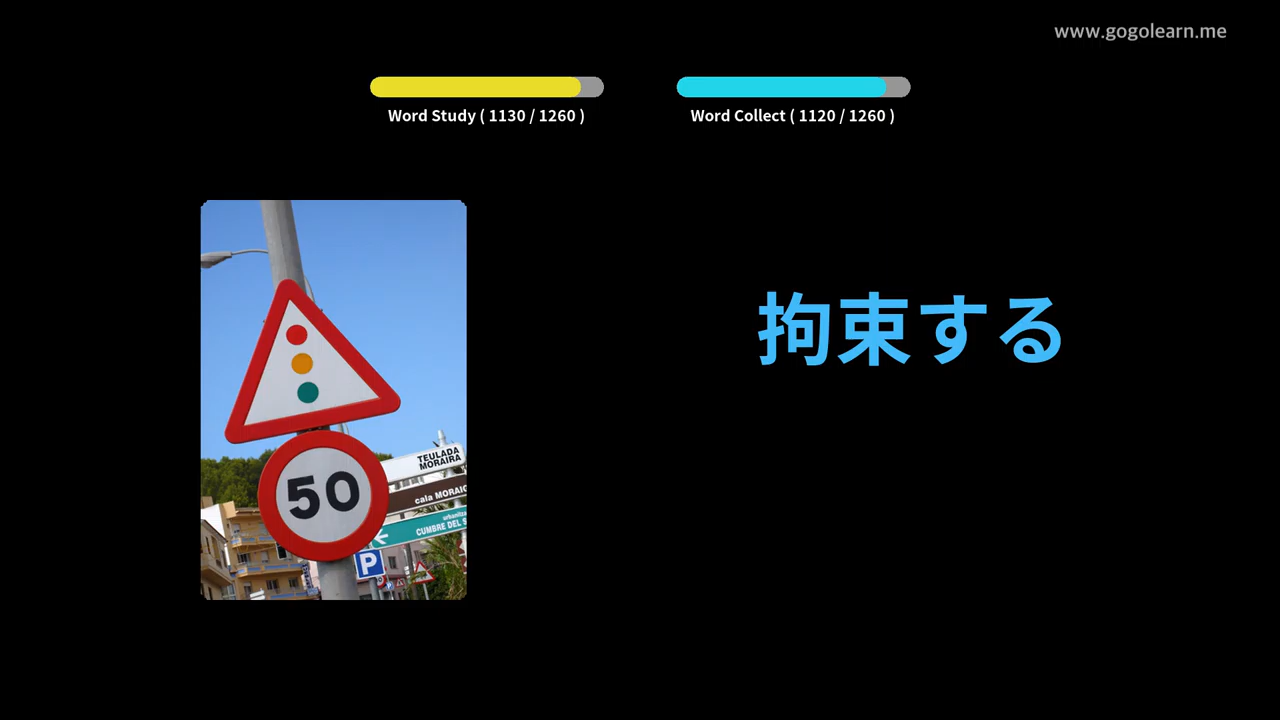 www.gogolearn.me
Word Study ( 1130 / 1260 )
Word Collect ( 1120 / 1260 )
拘束する
50
TEULADA
MORAIRA
cala
CUMBRE DEL
P